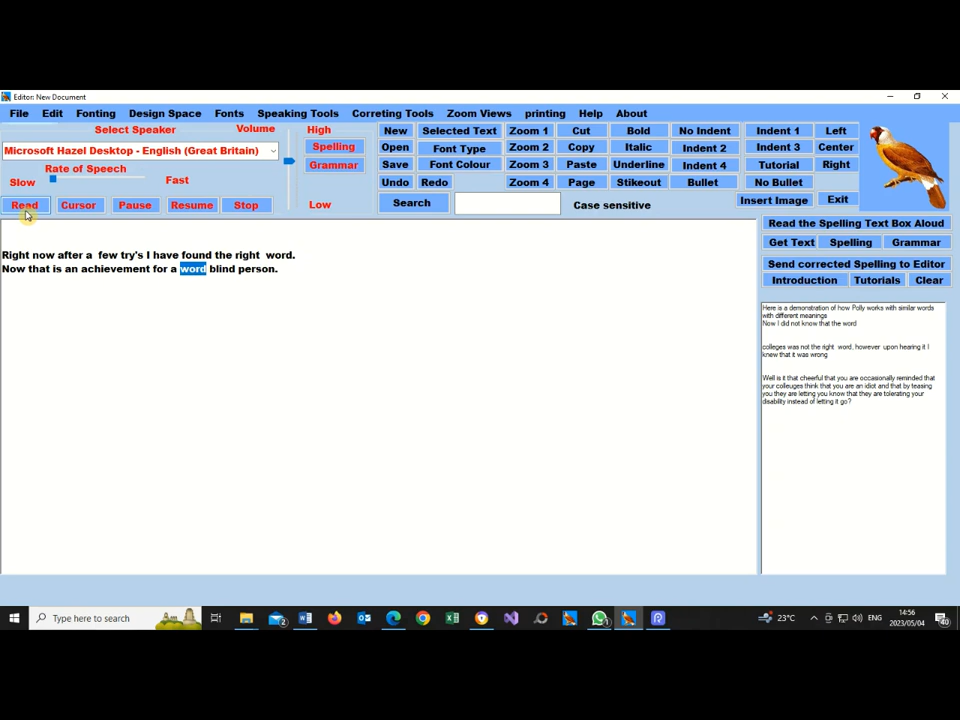 Editor: New Document
File Edit Fonting Design Space Fonts Speaking Tools Correting Tools Zoom Views printing Help About
Select Speaker Volume High
Microsoft Hazel Desktop - English (Great Britain)
Rate of Speech
Slow Fast Low
Read Cursor Pause Resume Stop
Spelling
Grammar
New Selected Text Zoom 1 Cut Bold No Indent Indent 1 Left
Open Font Type Zoom 2 Copy Italic Indent 2 Indent 3 Center
Save Font Colour Zoom 3 Paste Underline Indent 4 Tutorial Right
Undo Redo Zoom 4 Page Stikeout Bullet No Bullet
Search Case sensitive Insert Image Exit
Read the Spelling Text Box Aloud
Get Text Spelling Grammar
Send corrected Spelling to Editor
Introduction Tutorials Clear
Right now after a few try's I have found the right word.
Now that is an achievement for a word blind person.
Here is a demonstration of how Polly works with similar words
with different meanings
Now I did not know that the word
colleges was not the right word, however upon hearing it I
knew that it was wrong
Well is it that cheerful that you are occasionally reminded that
your colleuges think that you are an idiot and that by teasing
you they are letting you know that they are tolerating your
disability instead of letting it go?
Type here to search
2
1
23°C
ENG
14:56
2023/05/04
40